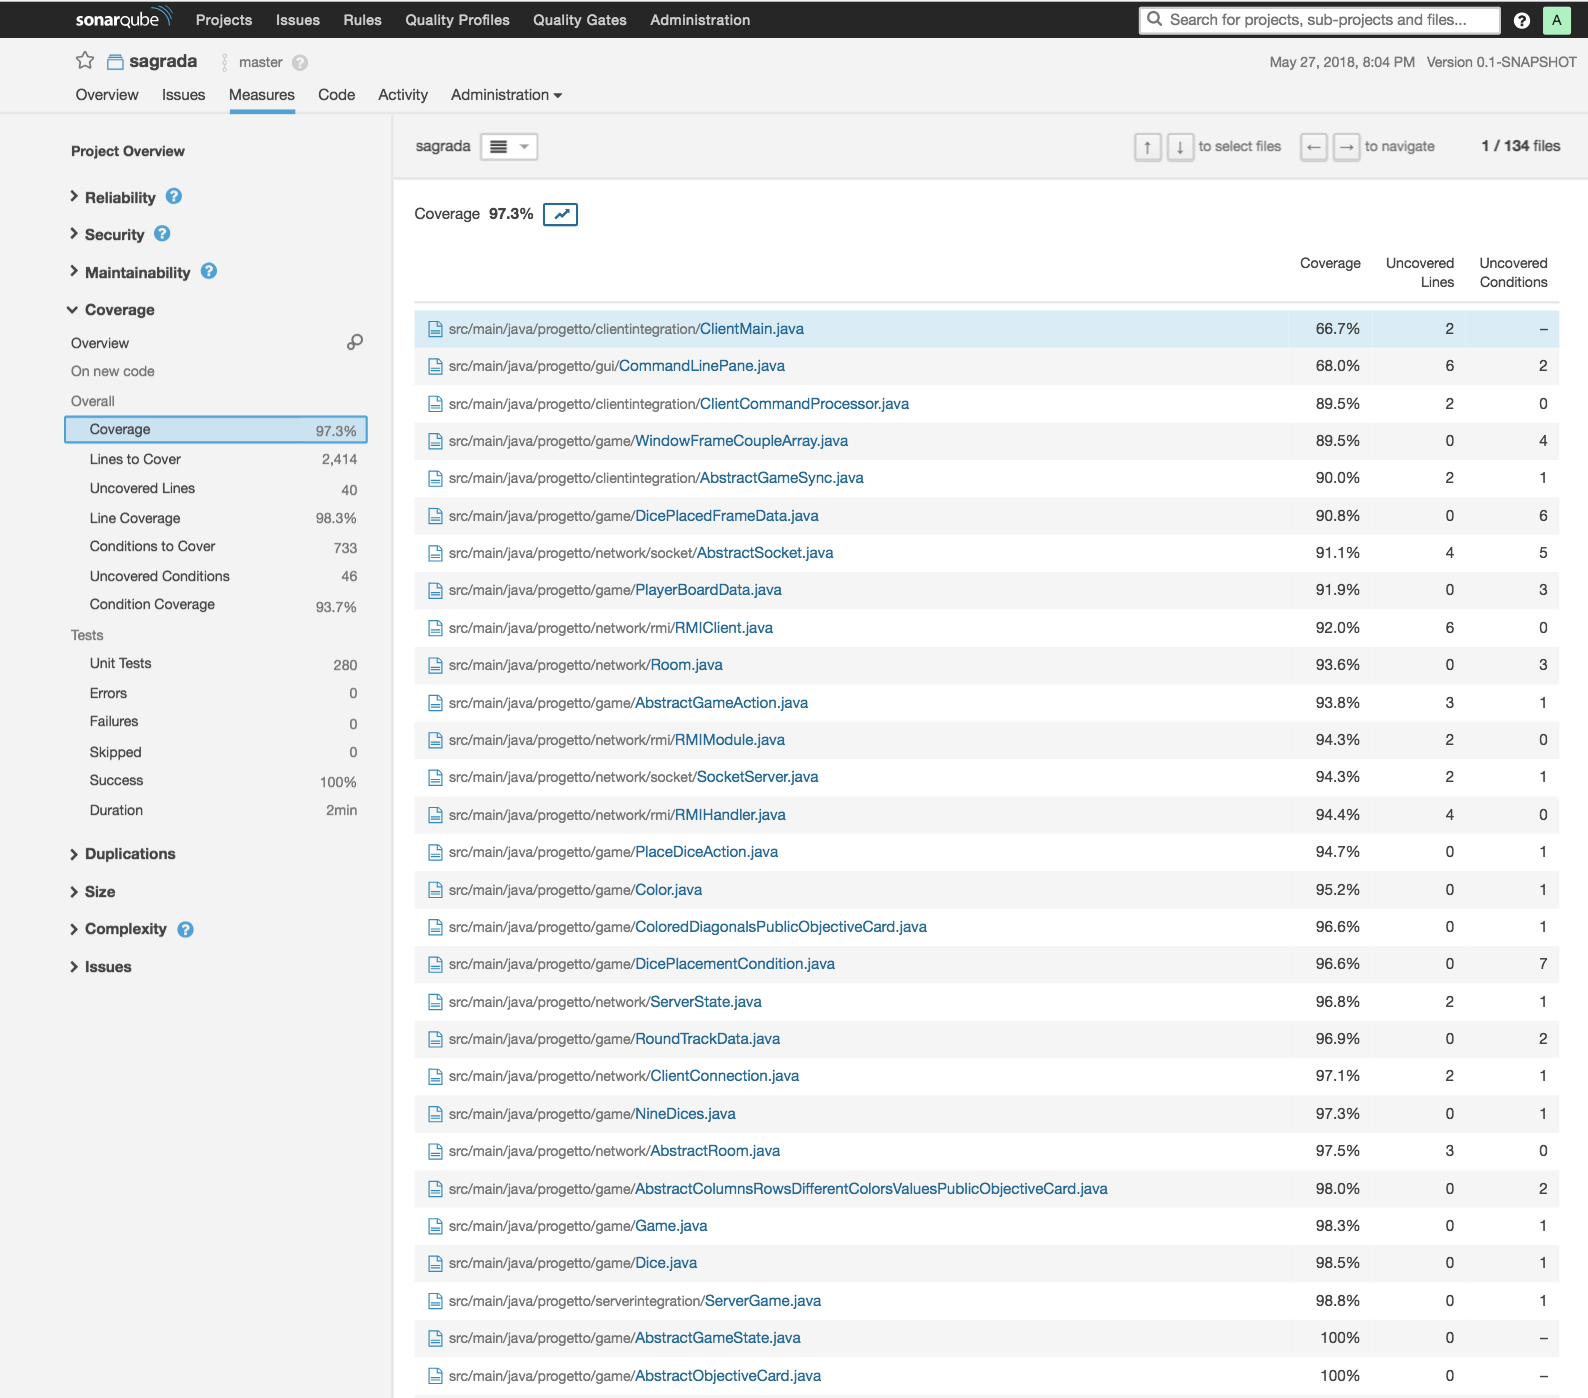 sonarqube Projects Issues Rules Quality Profiles Quality Gates Administration Search for projects, sub-projects and files... ? A
sagrada master ? May 27, 2018, 8:04 PM Version 0.1-SNAPSHOT
Overview Issues Measures Code Activity Administration
Project Overview
Reliability ?
Security ?
Maintainability ?
Coverage
Overview
On new code
Overall
Coverage 97.3%
Lines to Cover 2,414
Uncovered Lines 40
Line Coverage 98.3%
Conditions to Cover 733
Uncovered Conditions 46
Condition Coverage 93.7%
Tests
Unit Tests 280
Errors 0
Failures 0
Skipped 0
Success 100%
Duration 2min
Duplications
Size
Complexity ?
Issues
sagrada ↑ ↓ to select files ← → to navigate 1 / 134 files
Coverage 97.3%
Coverage Uncovered Lines Uncovered Conditions
src/main/java/progetto/clientintegration/ClientMain.java 66.7% 2 –
src/main/java/progetto/gui/CommandLinePane.java 68.0% 6 2
src/main/java/progetto/clientintegration/ClientCommandProcessor.java 89.5% 2 0
src/main/java/progetto/game/WindowFrameCoupleArray.java 89.5% 0 4
src/main/java/progetto/clientintegration/AbstractGameSync.java 90.0% 2 1
src/main/java/progetto/game/DicePlacedFrameData.java 90.8% 0 6
src/main/java/progetto/network/socket/AbstractSocket.java 91.1% 4 5
src/main/java/progetto/game/PlayerBoardData.java 91.9% 0 3
src/main/java/progetto/network/rmi/RMIClient.java 92.0% 6 0
src/main/java/progetto/network/Room.java 93.6% 0 3
src/main/java/progetto/game/AbstractGameAction.java 93.8% 3 1
src/main/java/progetto/network/rmi/RMIModule.java 94.3% 2 0
src/main/java/progetto/network/socket/SocketServer.java 94.3% 2 1
src/main/java/progetto/network/rmi/RMIHandler.java 94.4% 4 0
src/main/java/progetto/game/PlaceDiceAction.java 94.7% 0 1
src/main/java/progetto/game/Color.java 95.2% 0 1
src/main/java/progetto/game/ColoredDiagonalsPublicObjectiveCard.java 96.6% 0 1
src/main/java/progetto/game/DicePlacementCondition.java 96.6% 0 7
src/main/java/progetto/network/ServerState.java 96.8% 2 1
src/main/java/progetto/game/RoundTrackData.java 96.9% 0 2
src/main/java/progetto/network/ClientConnection.java 97.1% 2 1
src/main/java/progetto/game/NineDices.java 97.3% 0 1
src/main/java/progetto/network/AbstractRoom.java 97.5% 3 0
src/main/java/progetto/game/AbstractColumnsRowsDifferentColorsValuesPublicObjectiveCard.java 98.0% 0 2
src/main/java/progetto/game/Game.java 98.3% 0 1
src/main/java/progetto/game/Dice.java 98.5% 0 1
src/main/java/progetto/serverintegration/ServerGame.java 98.8% 0 1
src/main/java/progetto/game/AbstractGameState.java 100% 0 –
src/main/java/progetto/game/AbstractObjectiveCard.java 100% 0 –